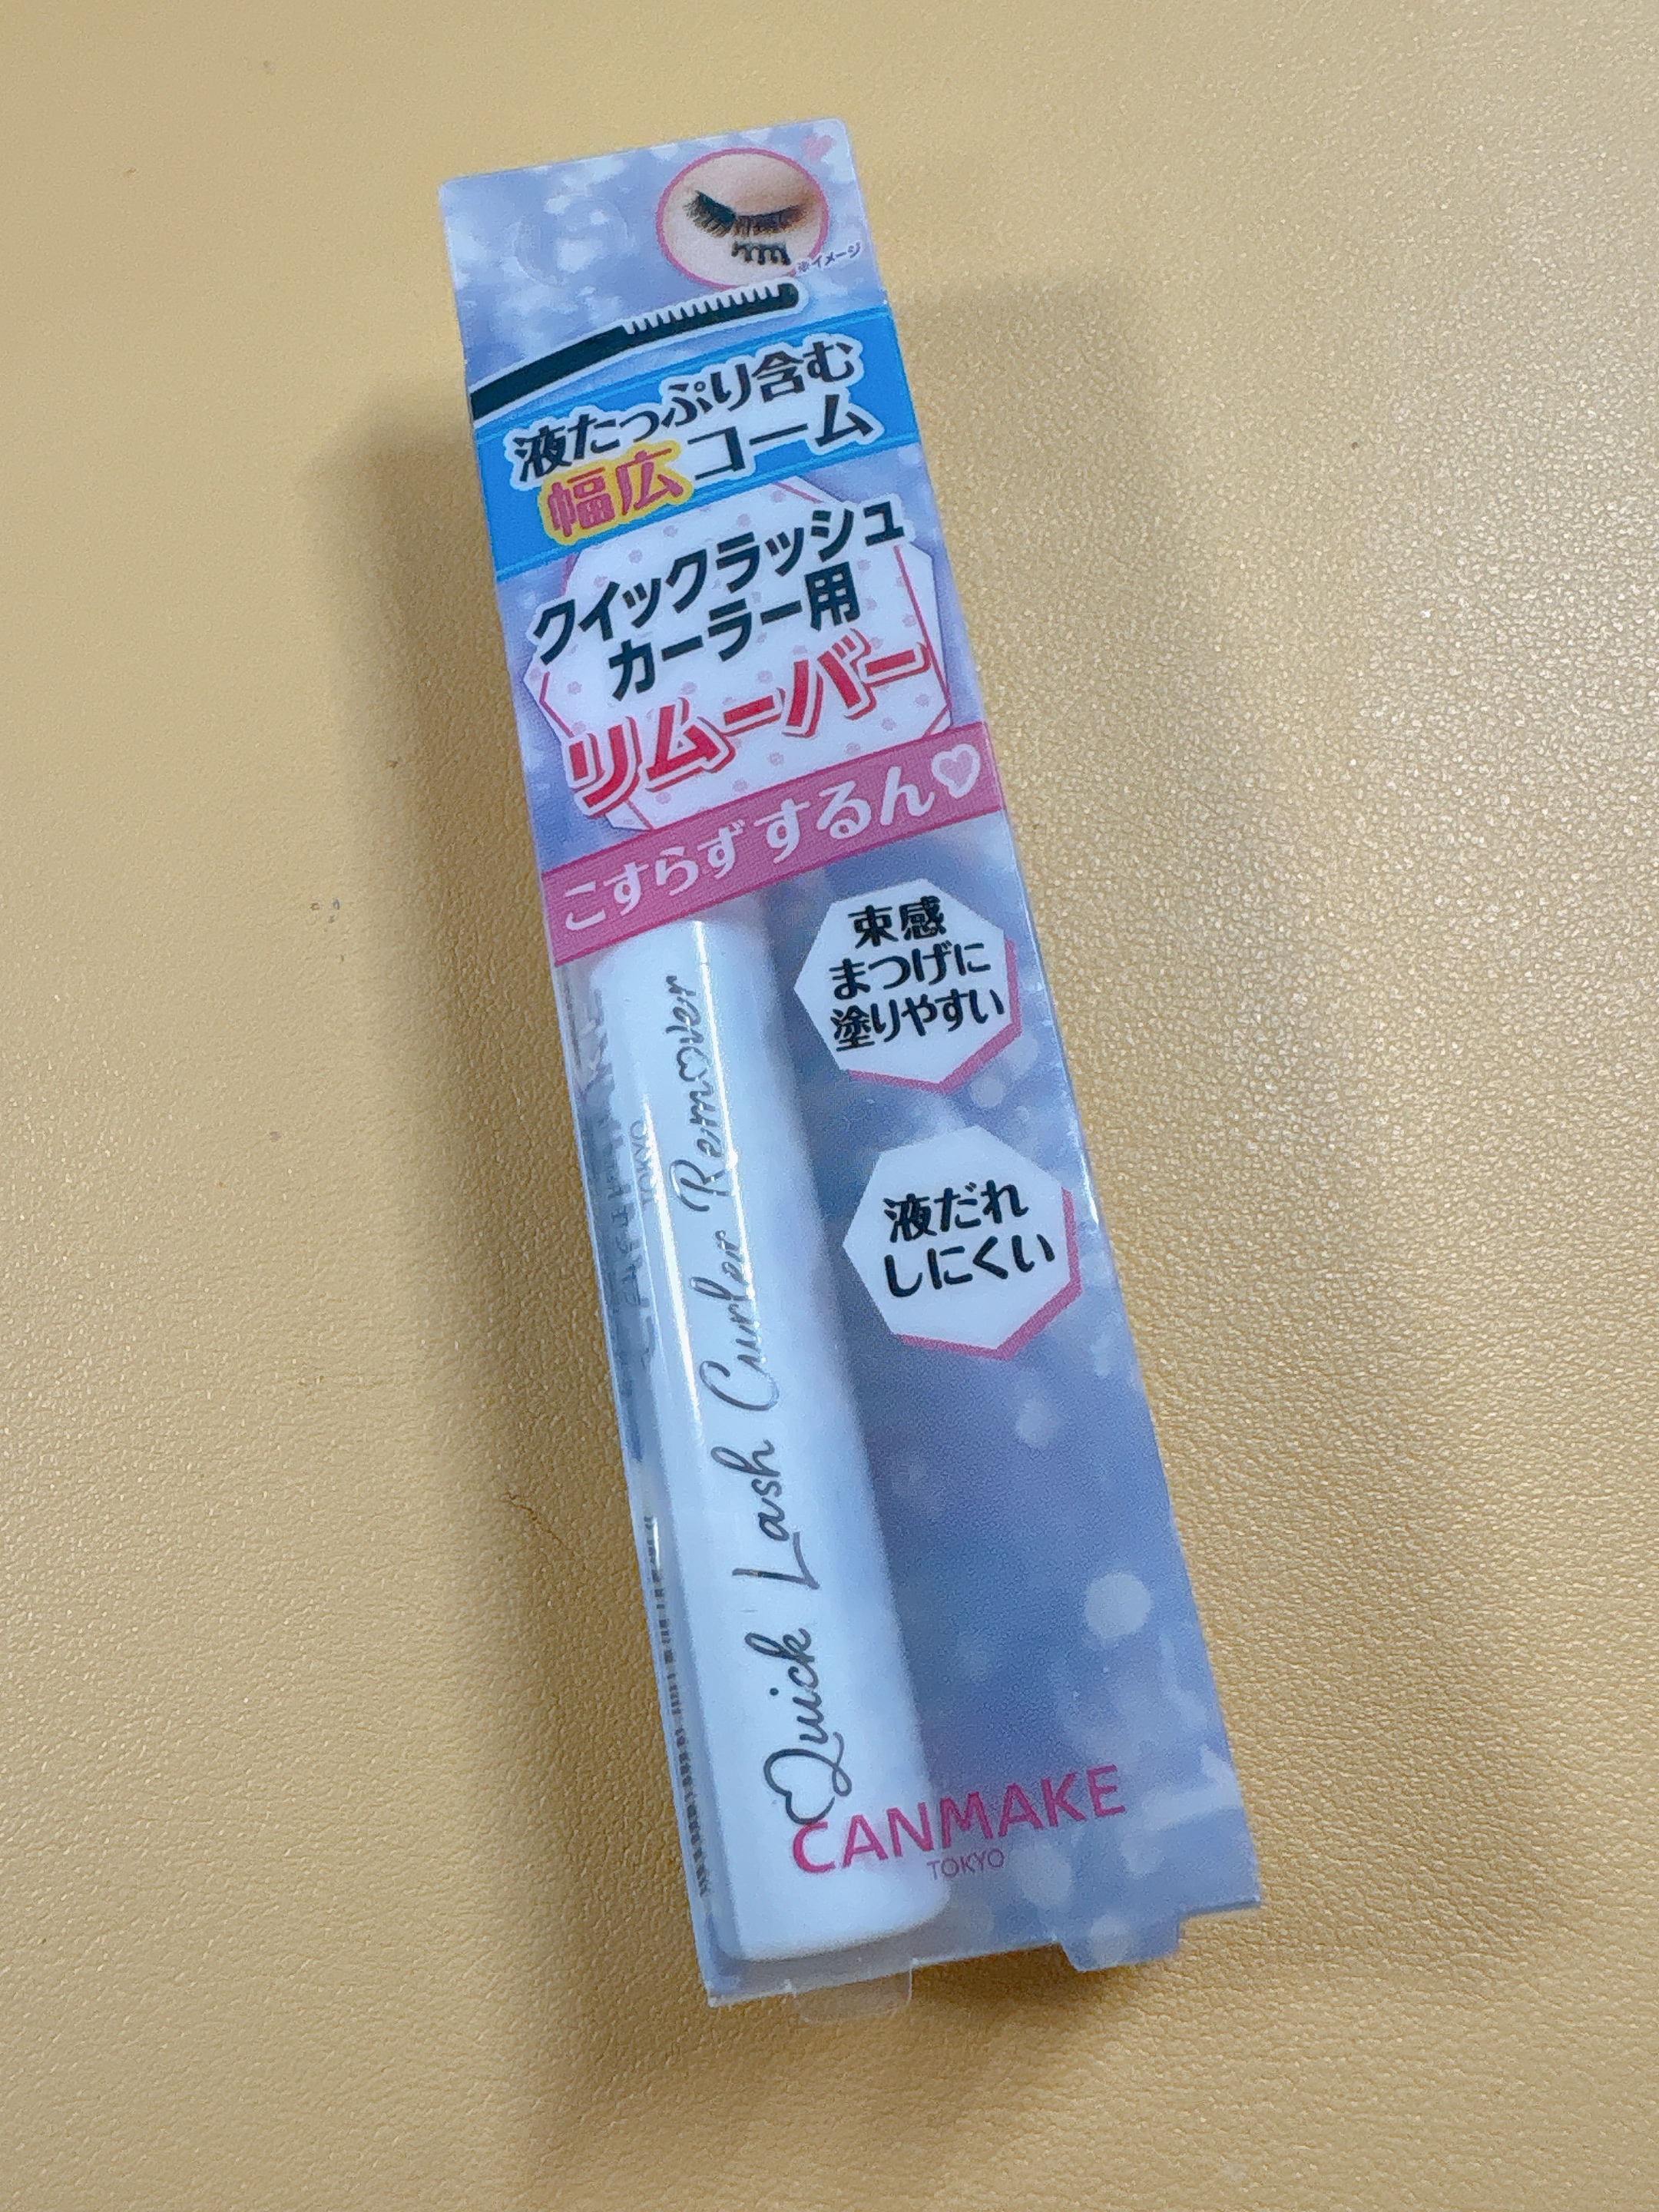 ※イメージ
液たっぷり含む
幅広コーム
クイックラッシュ
カーラー用
リムーバー
こすらずするん♡
束感
まつげに
塗りやすい
液だれ
しにくい
Quick Lash Curler Remover
CANMAKE
TOKYO